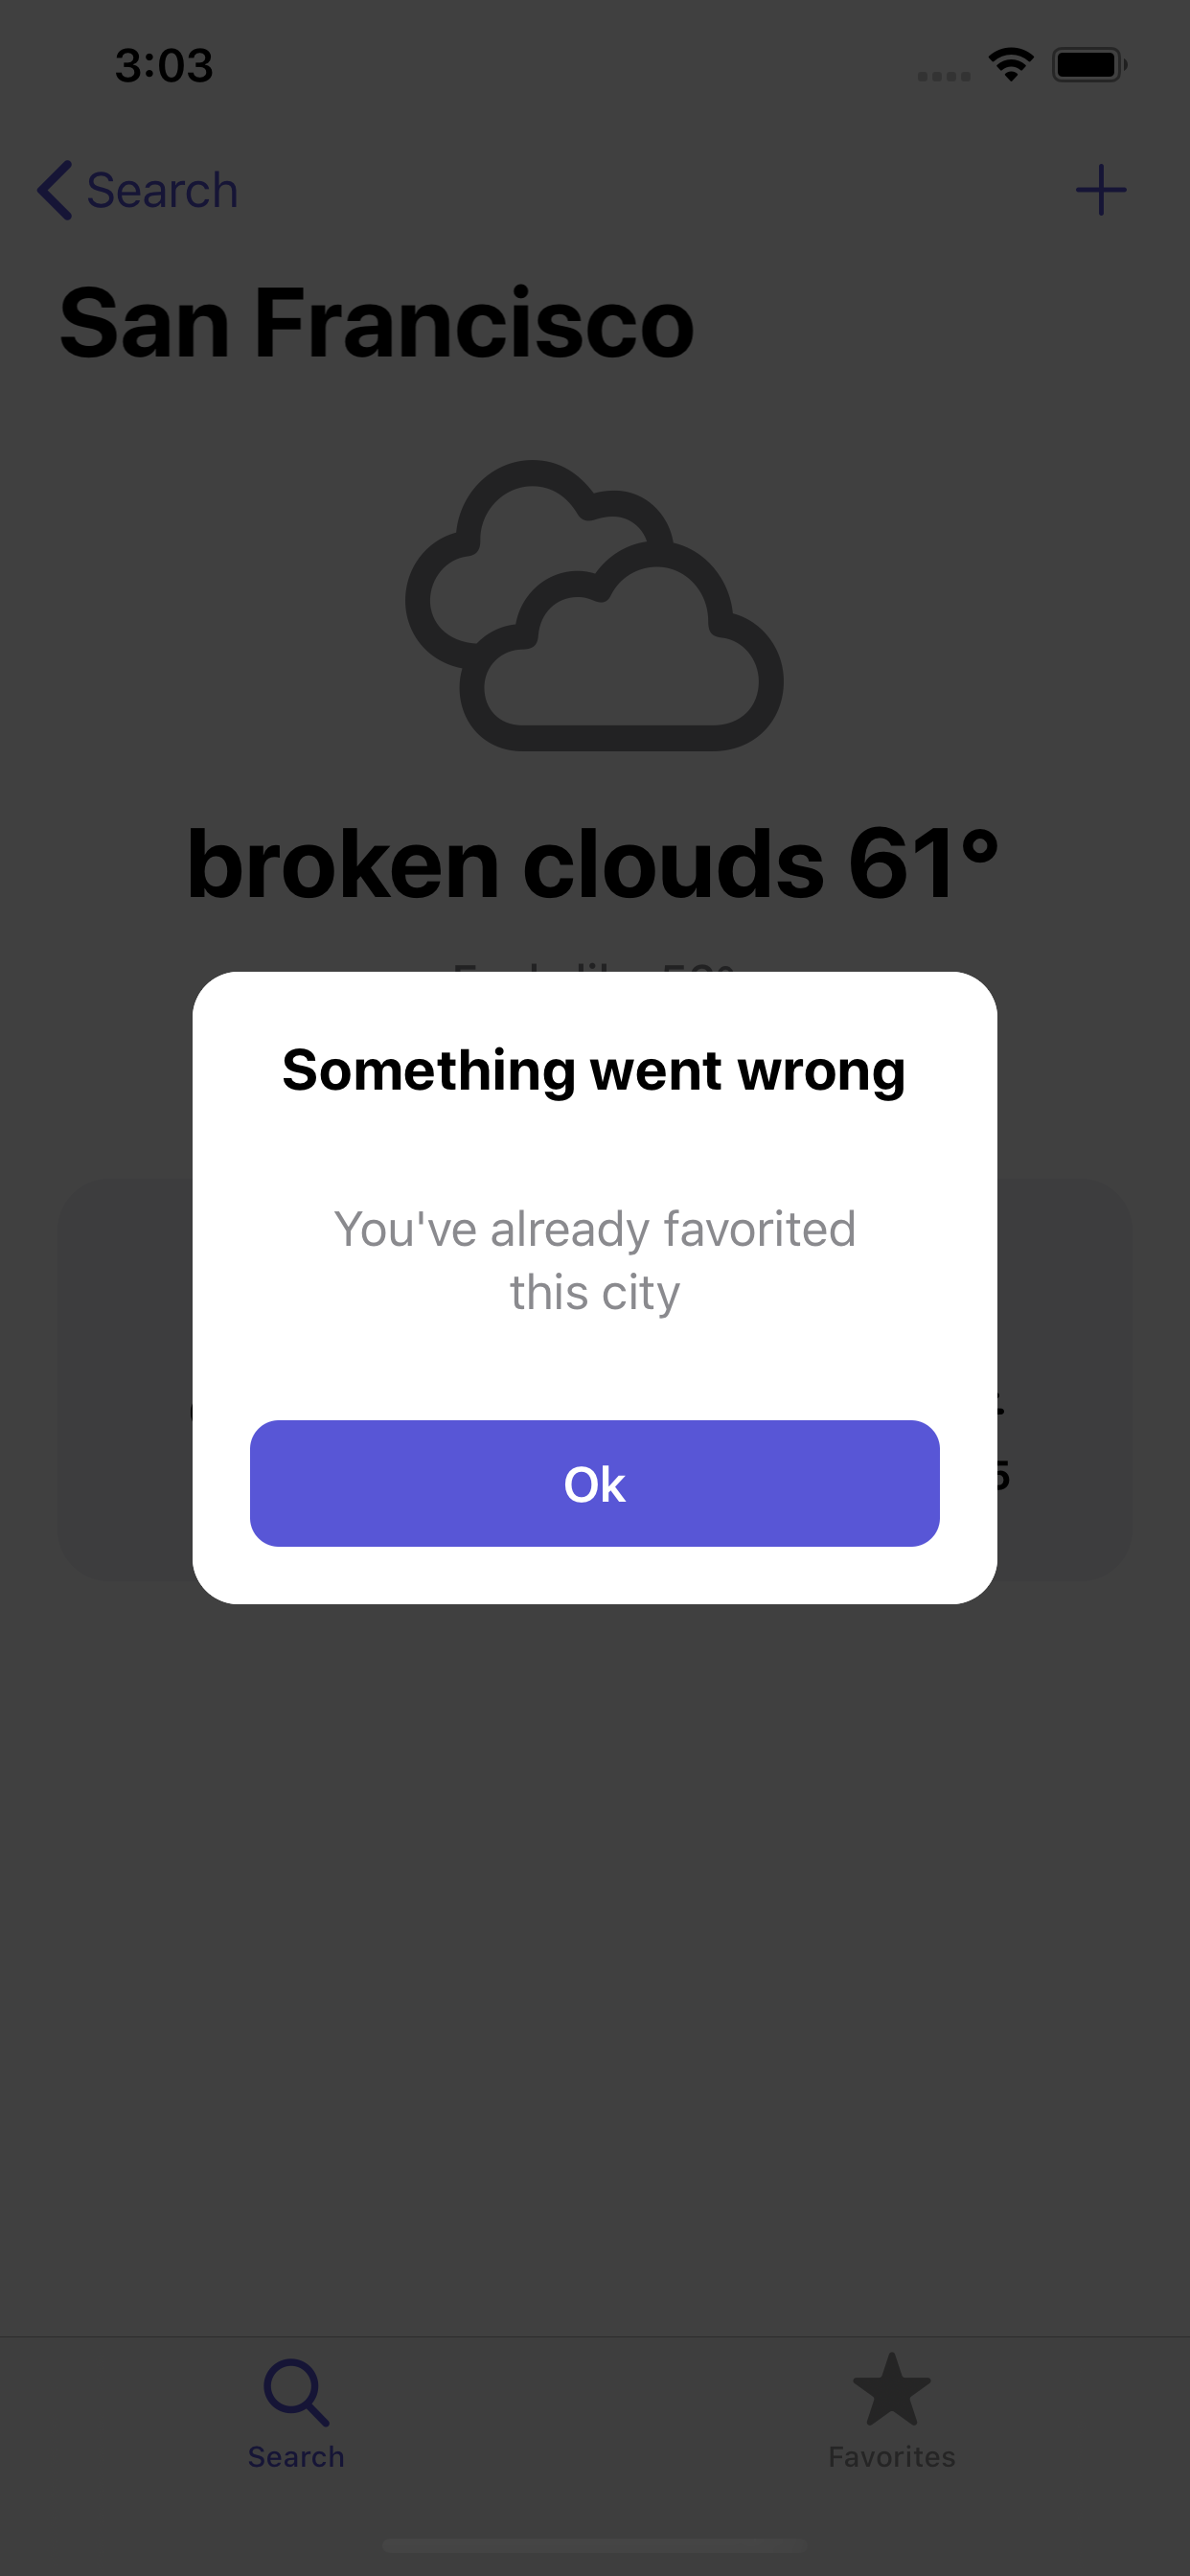 3:03
Search
San Francisco
broken clouds 61°
Something went wrong
You've already favorited
this city
Ok
Search
Favorites